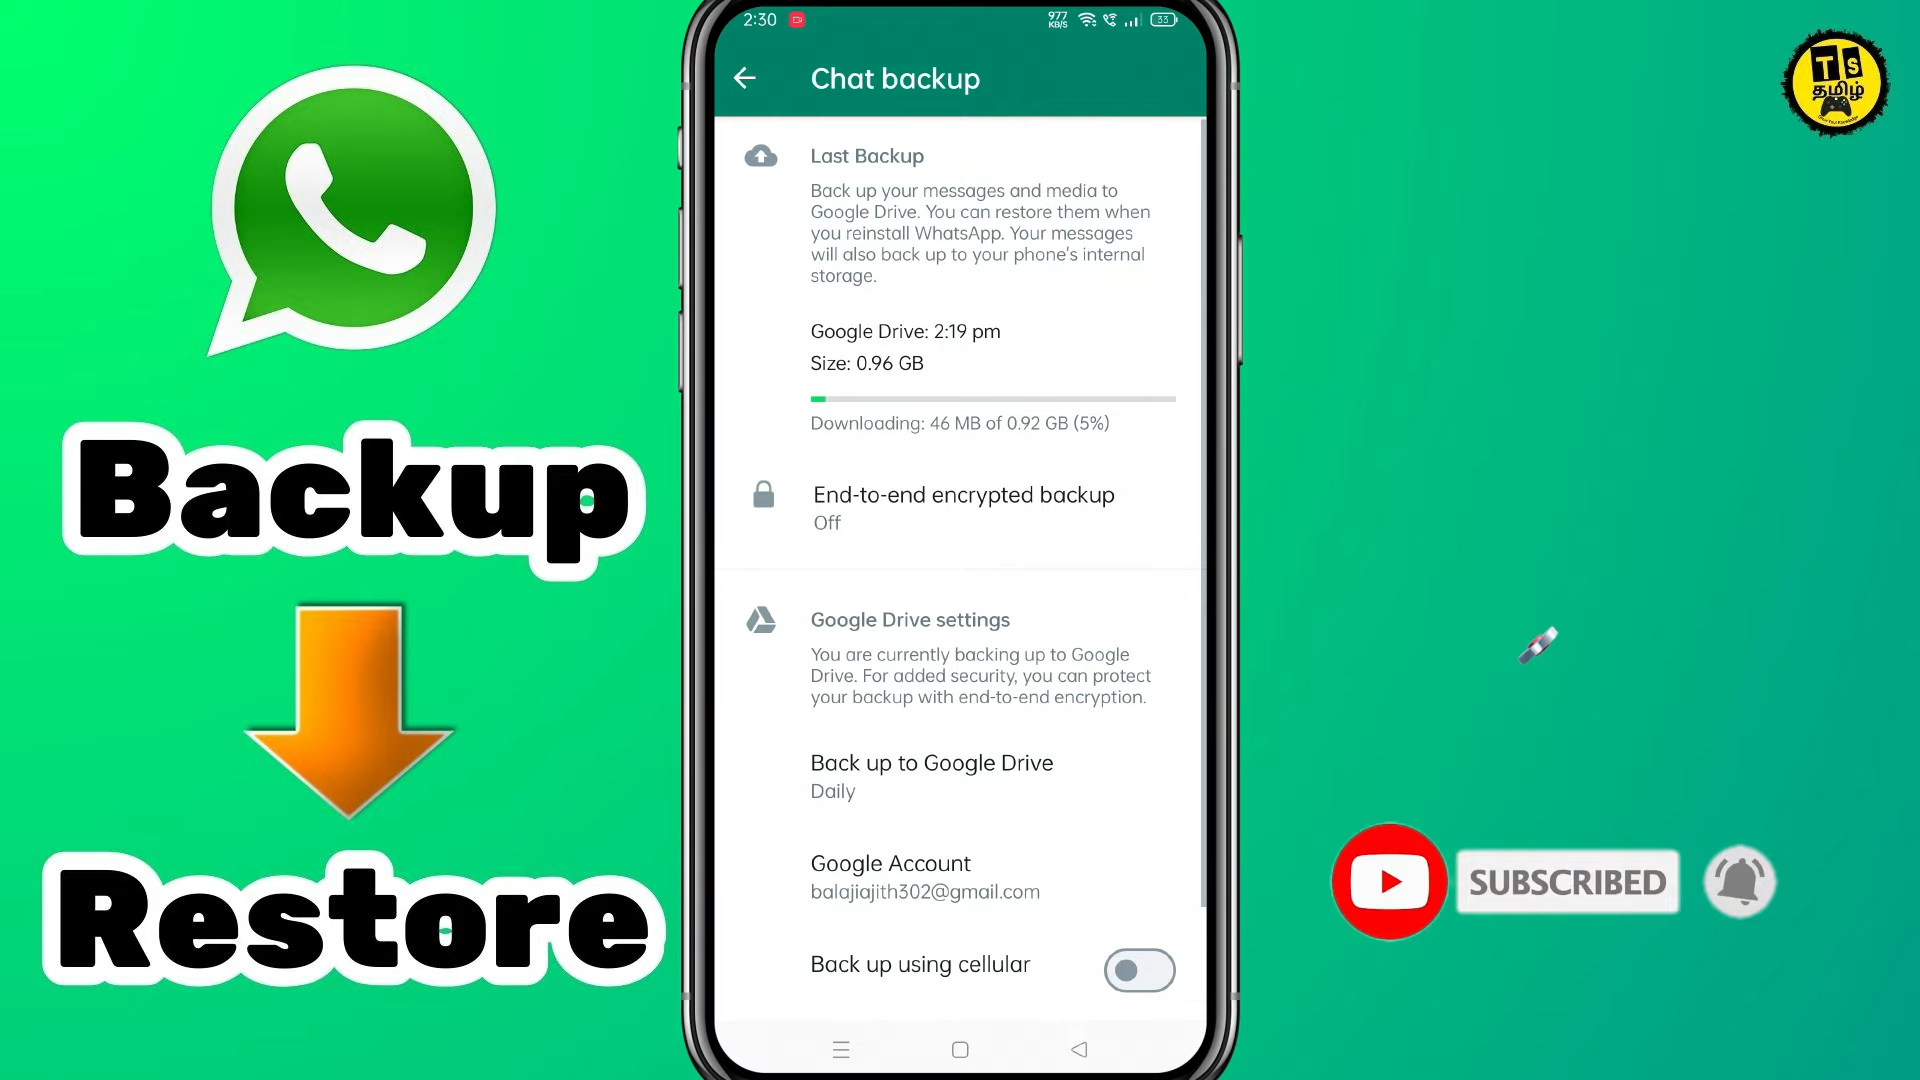 Backup
Restore
2:30
977
KB/S
33
Chat backup
Last Backup
Back up your messages and media to
Google Drive. You can restore them when
you reinstall WhatsApp. Your messages
will also back up to your phone's internal
storage.
Google Drive: 2:19 pm
Size: 0.96 GB
Downloading: 46 MB of 0.92 GB (5%)
End-to-end encrypted backup
Off
Google Drive settings
You are currently backing up to Google
Drive. For added security, you can protect
your backup with end-to-end encryption.
Back up to Google Drive
Daily
Google Account
balajiajith302@gmail.com
Back up using cellular
TS
தமிழ்
SUBSCRIBED